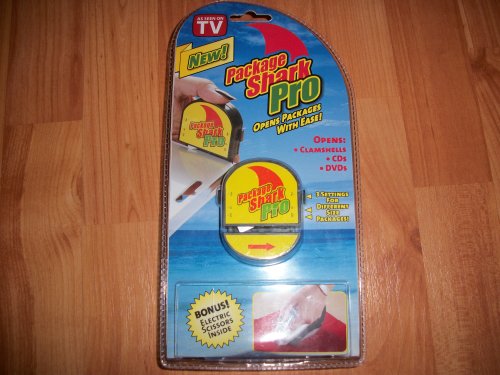 AS SEEN ON
TV
NEW!
Package
Shark
Pro
OPENS PACKAGES
WITH EASE!
Package
Shark
Pro
OPENS:
• CLAMSHELLS
• CDs
• DVDs
Package
Shark
Pro
3 SETTINGS FOR
DIFFERENT
SIZE
PACKAGES!
BONUS!
ELECTRIC
SCISSORS
INSIDE